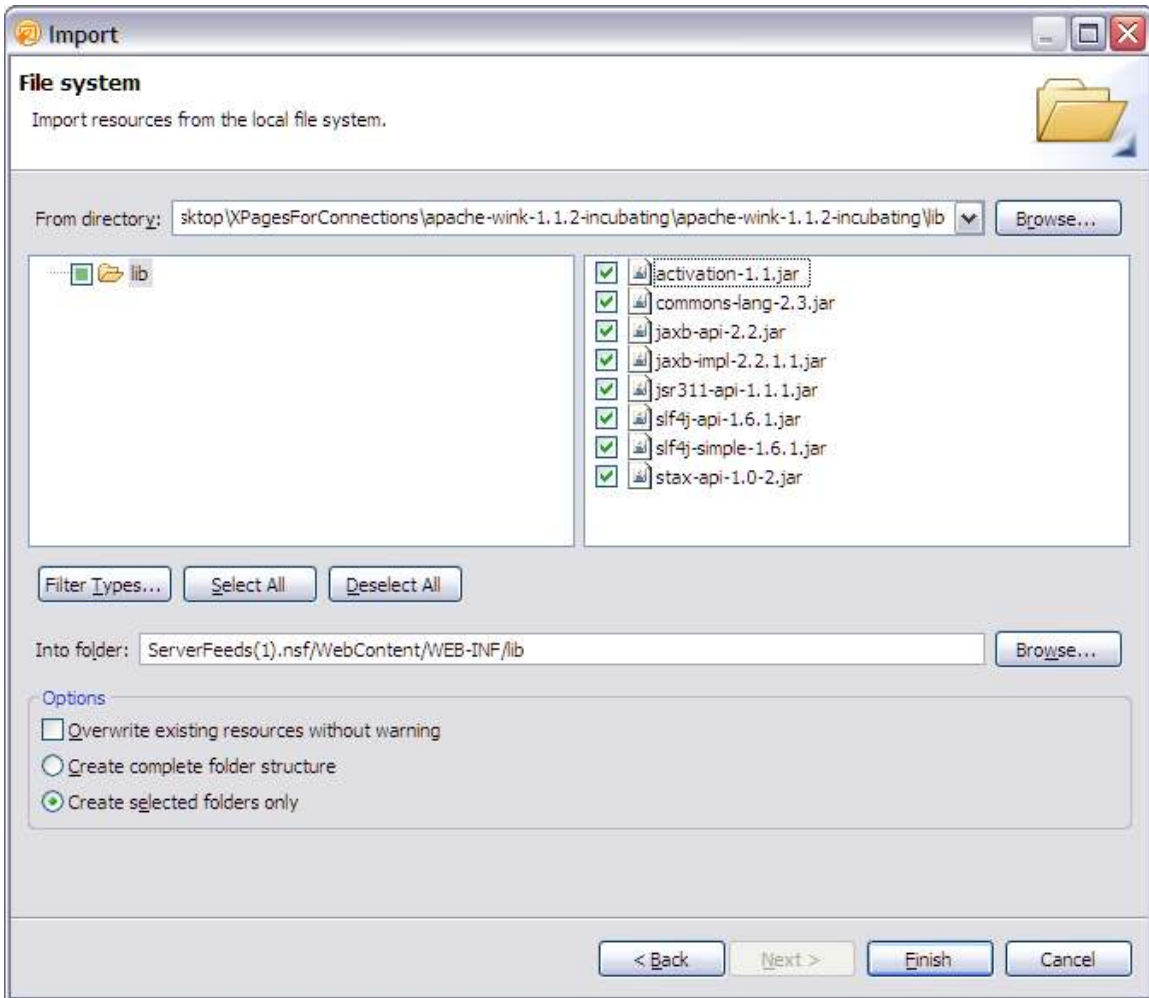 Import
File system
Import resources from the local file system.
From directory: sktop\XPagesForConnections\apache-wink-1.1.2-incubating\apache-wink-1.1.2-incubating\lib Browse...
lib
activation-1.1.jar
commons-lang-2.3.jar
jaxb-api-2.2.jar
jaxb-impl-2.2.1.1.jar
jsr311-api-1.1.1.jar
slf4j-api-1.6.1.jar
slf4j-simple-1.6.1.jar
stax-api-1.0-2.jar
Filter Types... Select All Deselect All
Into folder: ServerFeeds(1).nsf/WebContent/WEB-INF/lib Browse...
Options
Overwrite existing resources without warning
Create complete folder structure
Create selected folders only
< Back Next > Finish Cancel